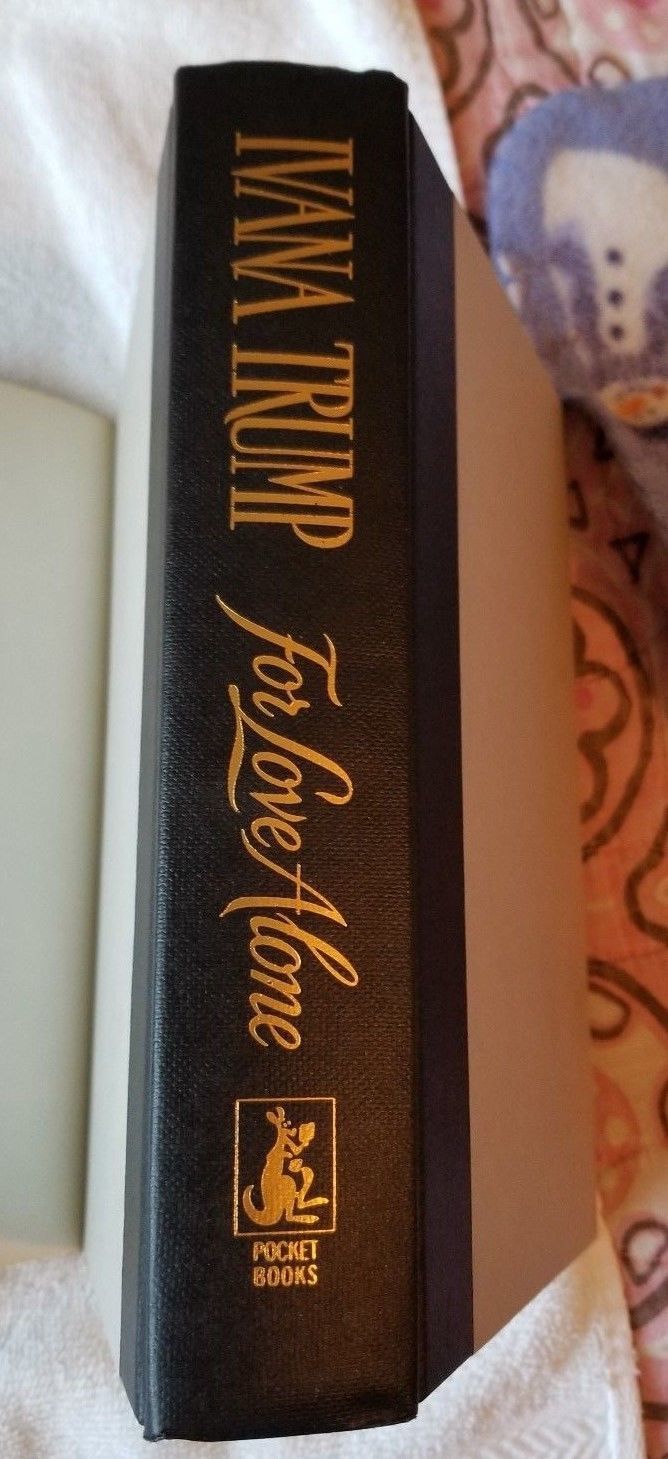 IVANA TRUMP
For Love Alone
POCKET
BOOKS